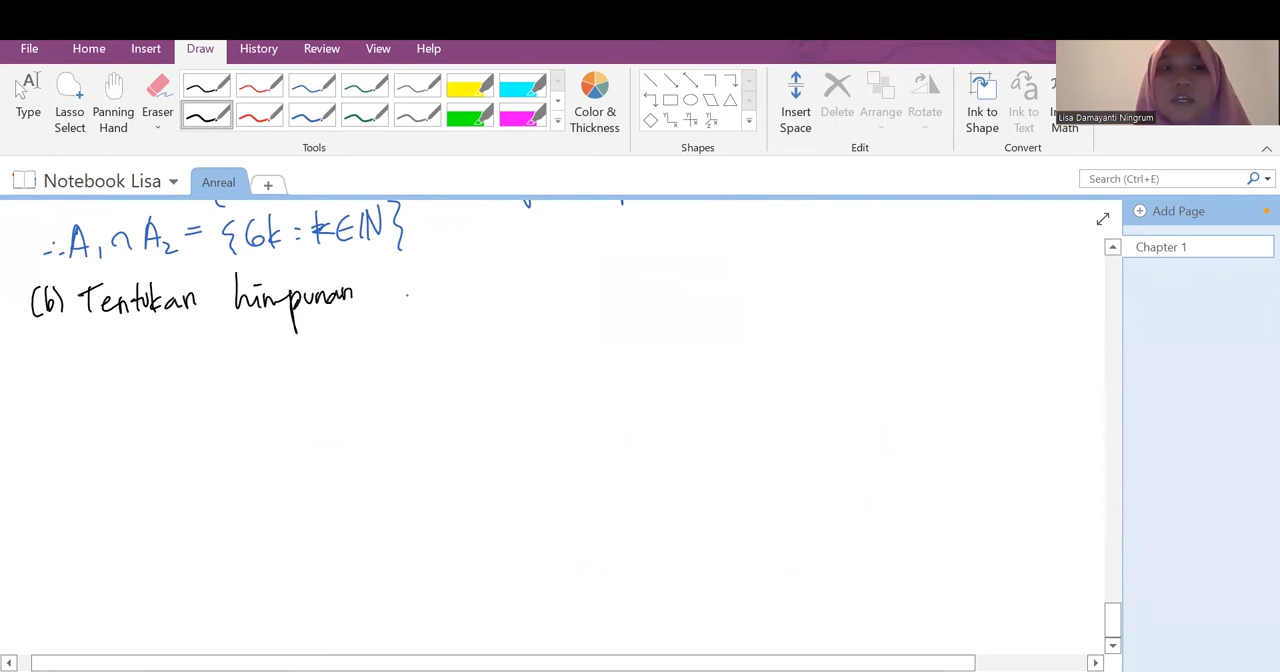 File Home Insert Draw History Review View Help
Type
Lasso Select
Panning Hand
Eraser
Color & Thickness
Insert Space
Delete
Arrange
Rotate
Ink to Shape
Ink to Text
Math
Lisa Damayanti Ningrum
Tools
Shapes
Edit
Convert
Notebook Lisa
Anreal
Search (Ctrl+E)
Add Page
Chapter 1
∴ A₁ ∩ A₂ = {6k : k ∈ ℕ}
(b) Tentukan himpunan